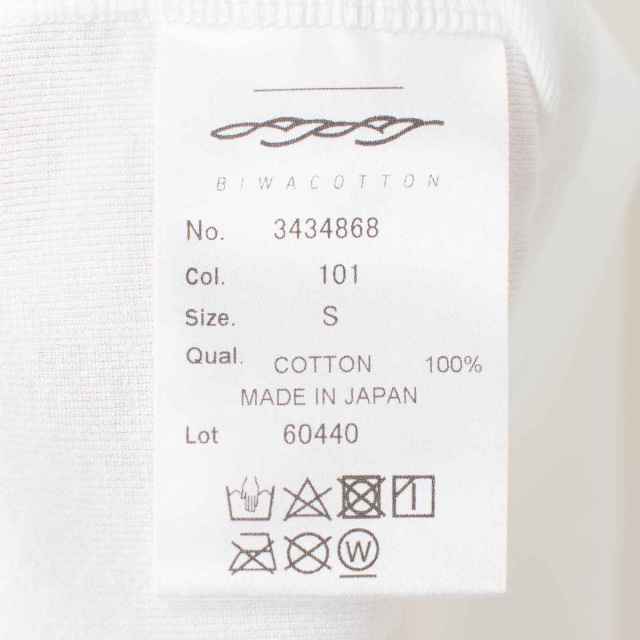 BIWACOTTON
No. 3434868
Col. 101
Size. S
Qual. COTTON 100%
MADE IN JAPAN
Lot 60440
W